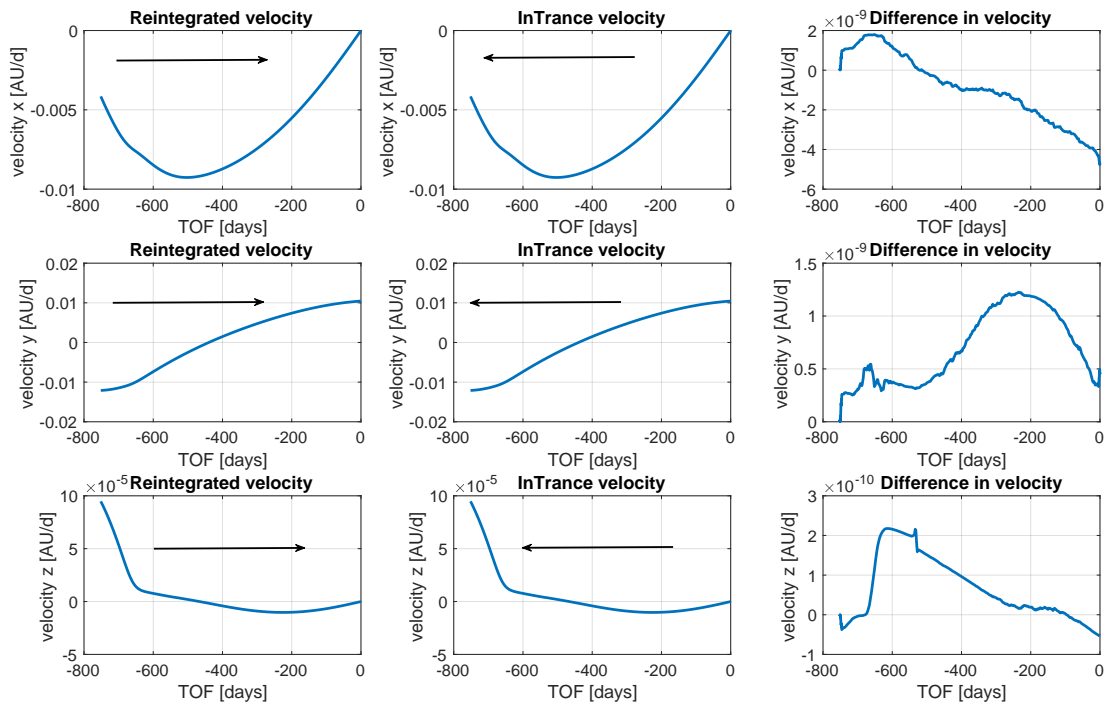 Reintegrated velocity
velocity x [AU/d]
0
-0.005
-0.01
-800 -600 -400 -200 0
TOF [days]
InTrance velocity
velocity x [AU/d]
0
-0.005
-0.01
-800 -600 -400 -200 0
TOF [days]
×10-9
Difference in velocity
velocity x [AU/d]
2
0
-2
-4
-6
-800 -600 -400 -200 0
TOF [days]
Reintegrated velocity
velocity y [AU/d]
0.02
0.01
0
-0.01
-0.02
-800 -600 -400 -200 0
TOF [days]
InTrance velocity
velocity y [AU/d]
0.02
0.01
0
-0.01
-0.02
-800 -600 -400 -200 0
TOF [days]
×10-9
Difference in velocity
velocity y [AU/d]
1.5
1
0.5
0
-800 -600 -400 -200 0
TOF [days]
×10-5
Reintegrated velocity
velocity z [AU/d]
10
5
0
-5
-800 -600 -400 -200 0
TOF [days]
×10-5
InTrance velocity
velocity z [AU/d]
10
5
0
-5
-800 -600 -400 -200 0
TOF [days]
×10-10
Difference in velocity
velocity z [AU/d]
3
2
1
0
-1
-800 -600 -400 -200 0
TOF [days]